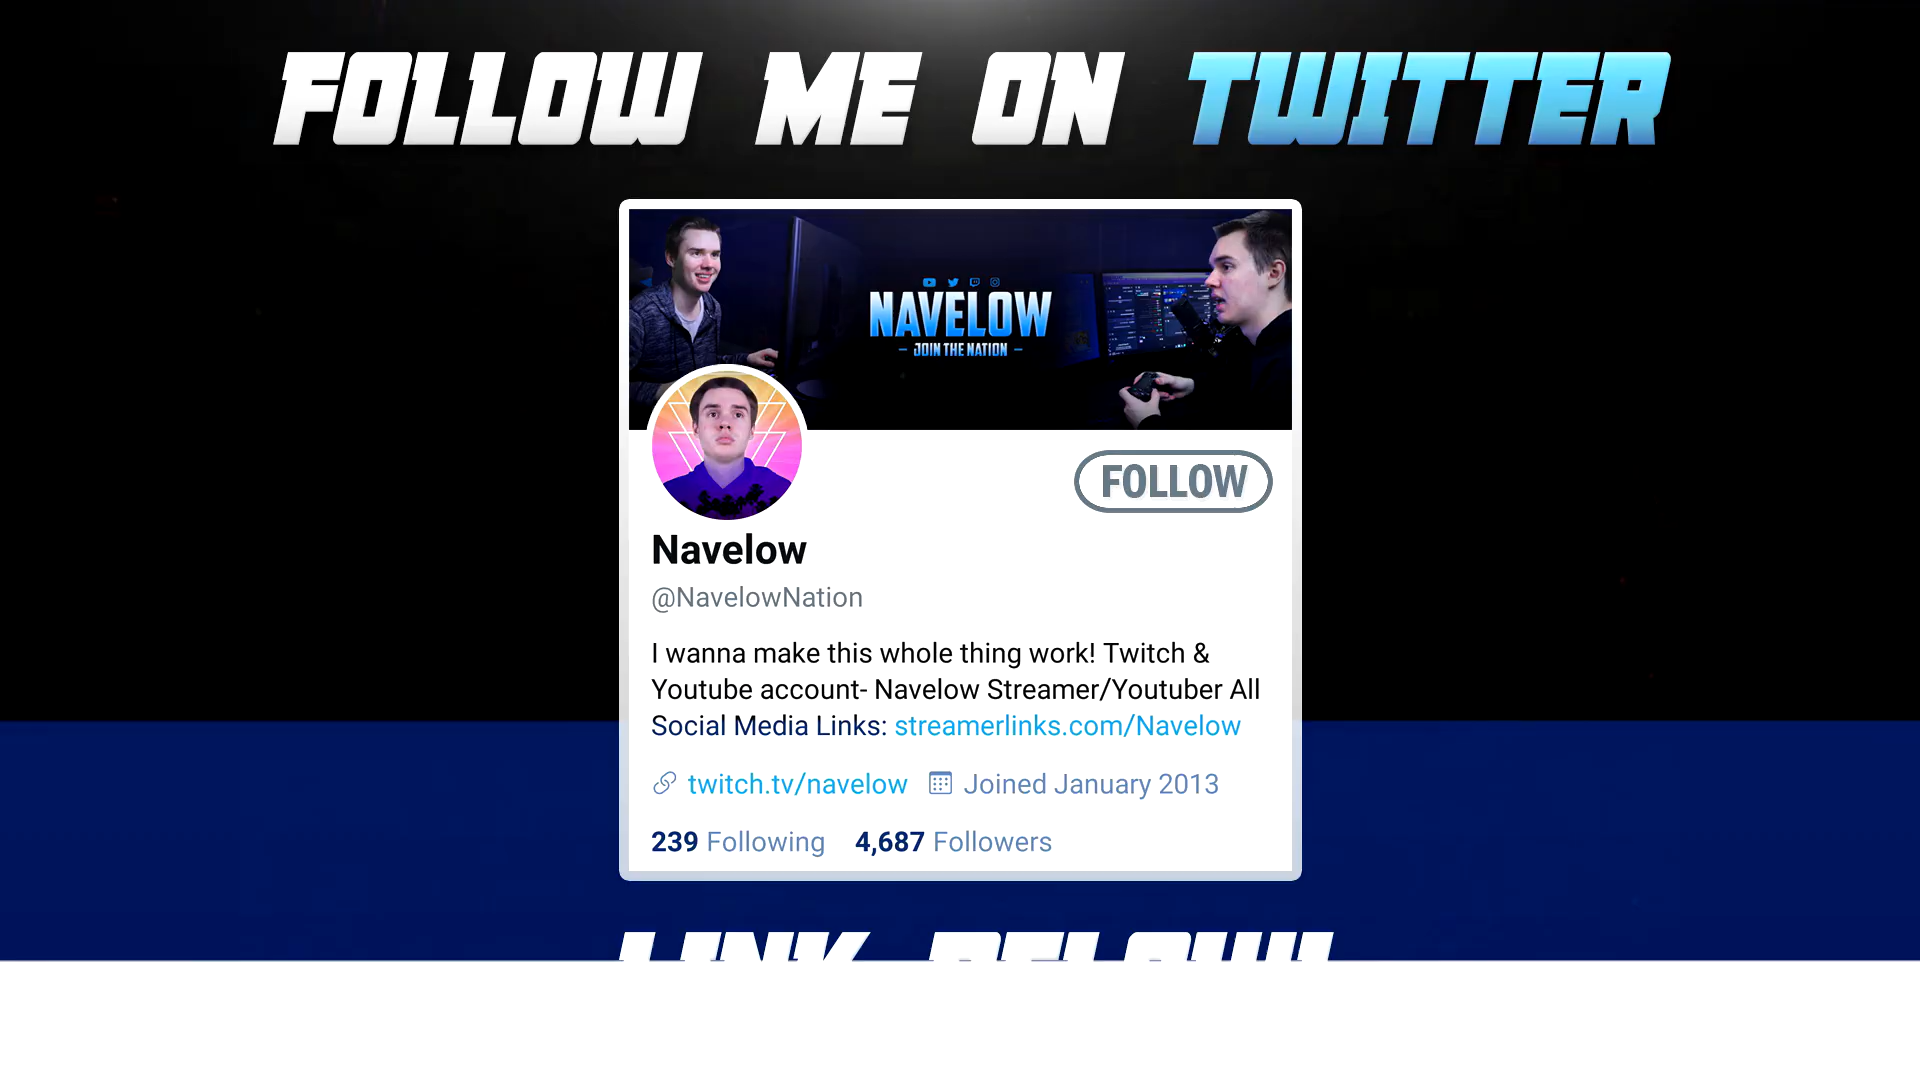 FOLLOW ME ON TWITTER
NAVELOW
- JOIN THE NATION -
FOLLOW
Navelow
@NavelowNation
I wanna make this whole thing work! Twitch &
Youtube account- Navelow Streamer/Youtuber All
Social Media Links: streamerlinks.com/Navelow
twitch.tv/navelow Joined January 2013
239 Following 4,687 Followers
LINK BELOW!